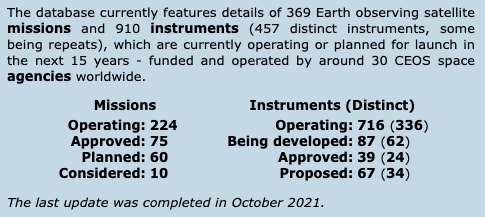 The database currently features details of 369 Earth observing satellite
missions and 910 instruments (457 distinct instruments, some
being repeats), which are currently operating or planned for launch in
the next 15 years - funded and operated by around 30 CEOS space
agencies worldwide.
Missions
Operating: 224
Approved: 75
Planned: 60
Considered: 10
Instruments (Distinct)
Operating: 716 (336)
Being developed: 87 (62)
Approved: 39 (24)
Proposed: 67 (34)
The last update was completed in October 2021.